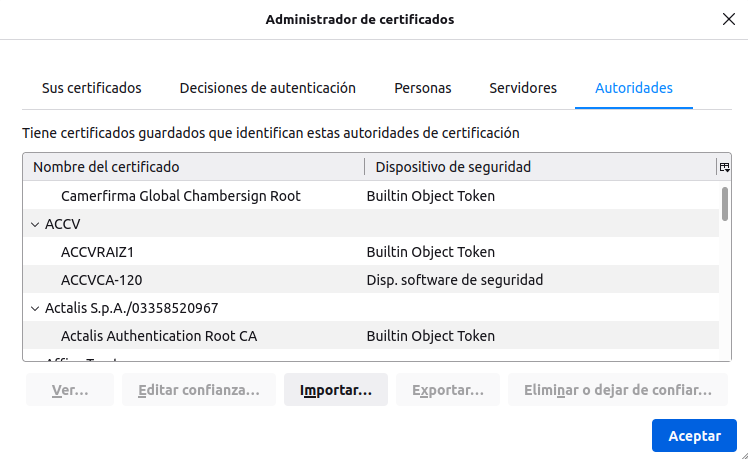 Administrador de certificados
Sus certificados Decisiones de autenticación Personas Servidores Autoridades
Tiene certificados guardados que identifican estas autoridades de certificación
Nombre del certificado Dispositivo de seguridad
Camerfirma Global Chambersign Root Builtin Object Token
ACCV
ACCVRAIZ1 Builtin Object Token
ACCVCA-120 Disp. software de seguridad
Actalis S.p.A./03358520967
Actalis Authentication Root CA Builtin Object Token
Ver... Editar confianza... Importar... Exportar... Eliminar o dejar de confiar...
Aceptar